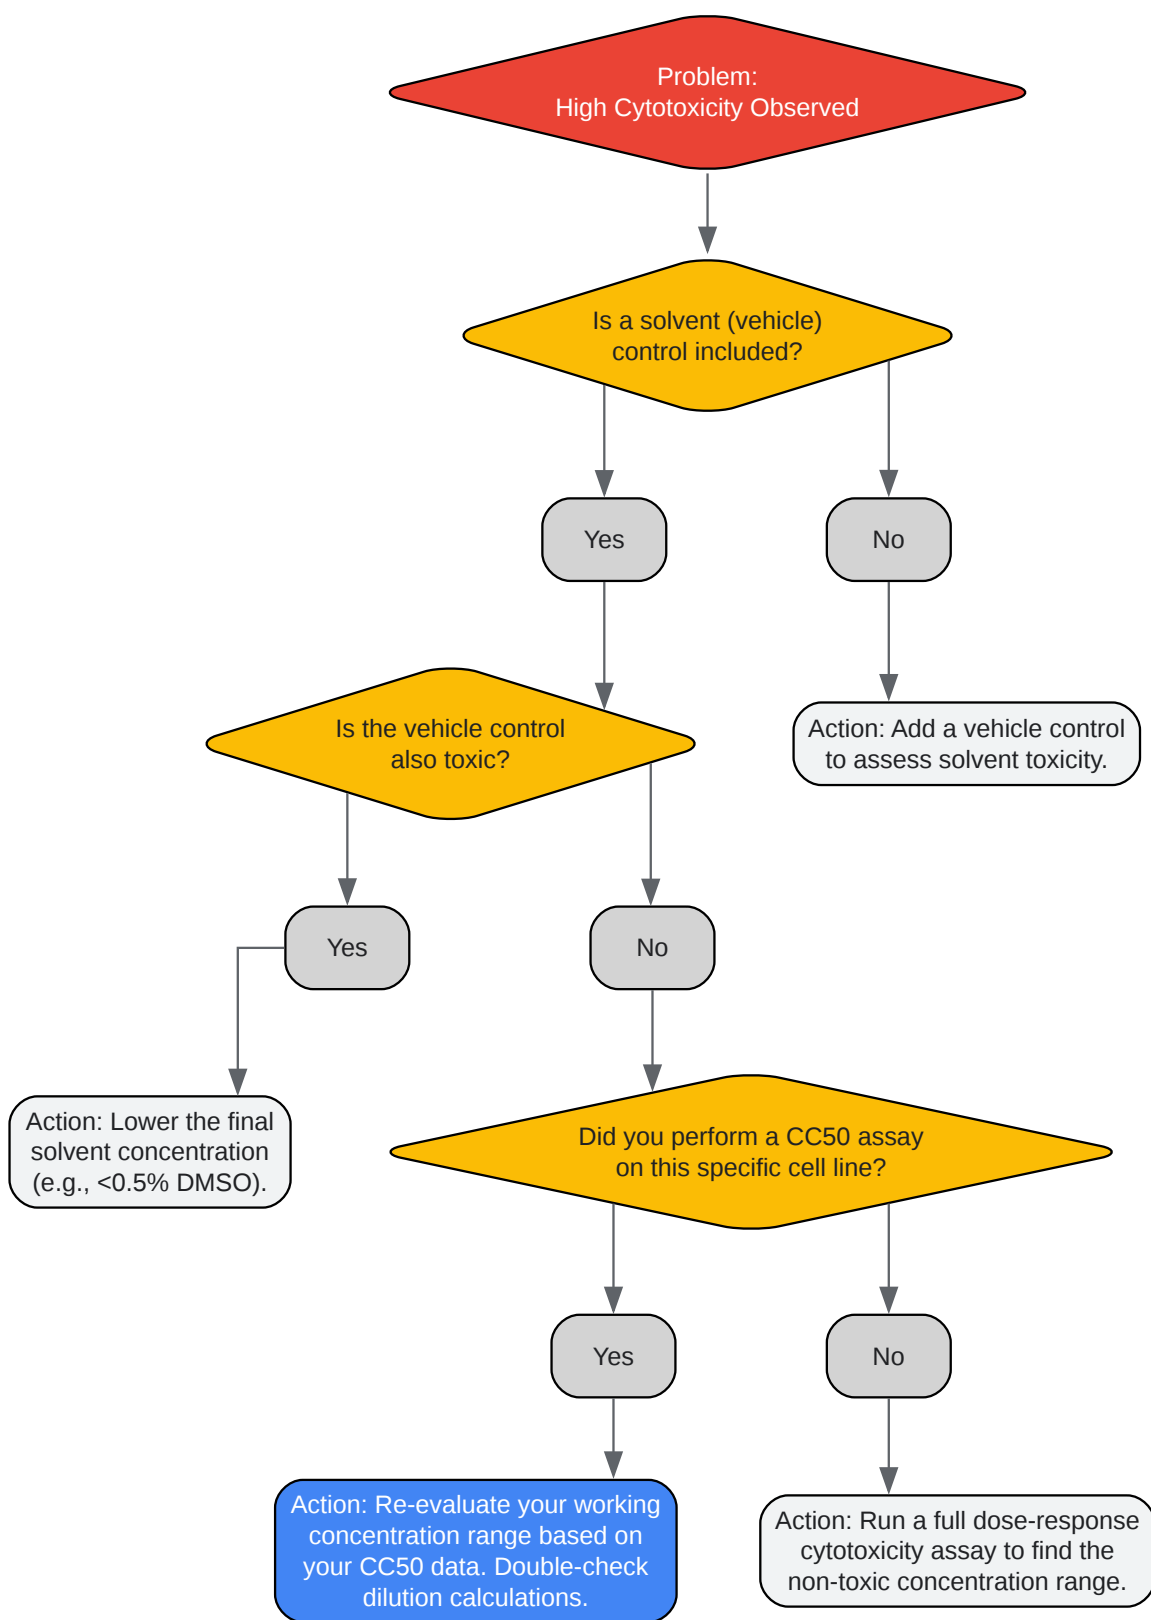 Problem:
High Cytotoxicity Observed
Is a solvent (vehicle)
control included?
Yes
No
Is the vehicle control
also toxic?
Action: Add a vehicle control
to assess solvent toxicity.
Yes
No
Action: Lower the final
solvent concentration
(e.g., <0.5% DMSO).
Did you perform a CC50 assay
on this specific cell line?
Yes
No
Action: Re-evaluate your working
concentration range based on
your CC50 data. Double-check
dilution calculations.
Action: Run a full dose-response
cytotoxicity assay to find the
non-toxic concentration range.